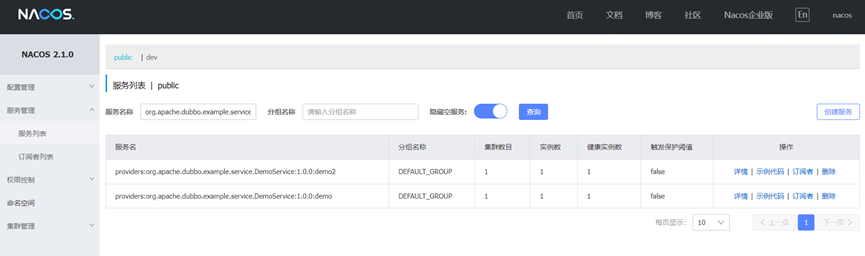 NACOS. 首页 文档 博客 社区 Nacos企业版 En nacos
NACOS 2.1.0
public | dev
配置管理
服务管理
服务列表
订阅者列表
权限控制
命名空间
集群管理
服务列表 | public
服务名称 org.apache.dubbo.example.service 分组名称 请输入分组名称 隐藏空服务: 查询 创建服务
服务名 分组名称 集群数目 实例数 健康实例数 触发保护阈值 操作
providers:org.apache.dubbo.example.service.DemoService:1.0.0:demo2 DEFAULT_GROUP 1 1 1 false 详情 | 示例代码 | 订阅者 | 删除
providers:org.apache.dubbo.example.service.DemoService:1.0.0:demo DEFAULT_GROUP 1 1 1 false 详情 | 示例代码 | 订阅者 | 删除
每页显示: 10 < 上一页 1 下一页 >